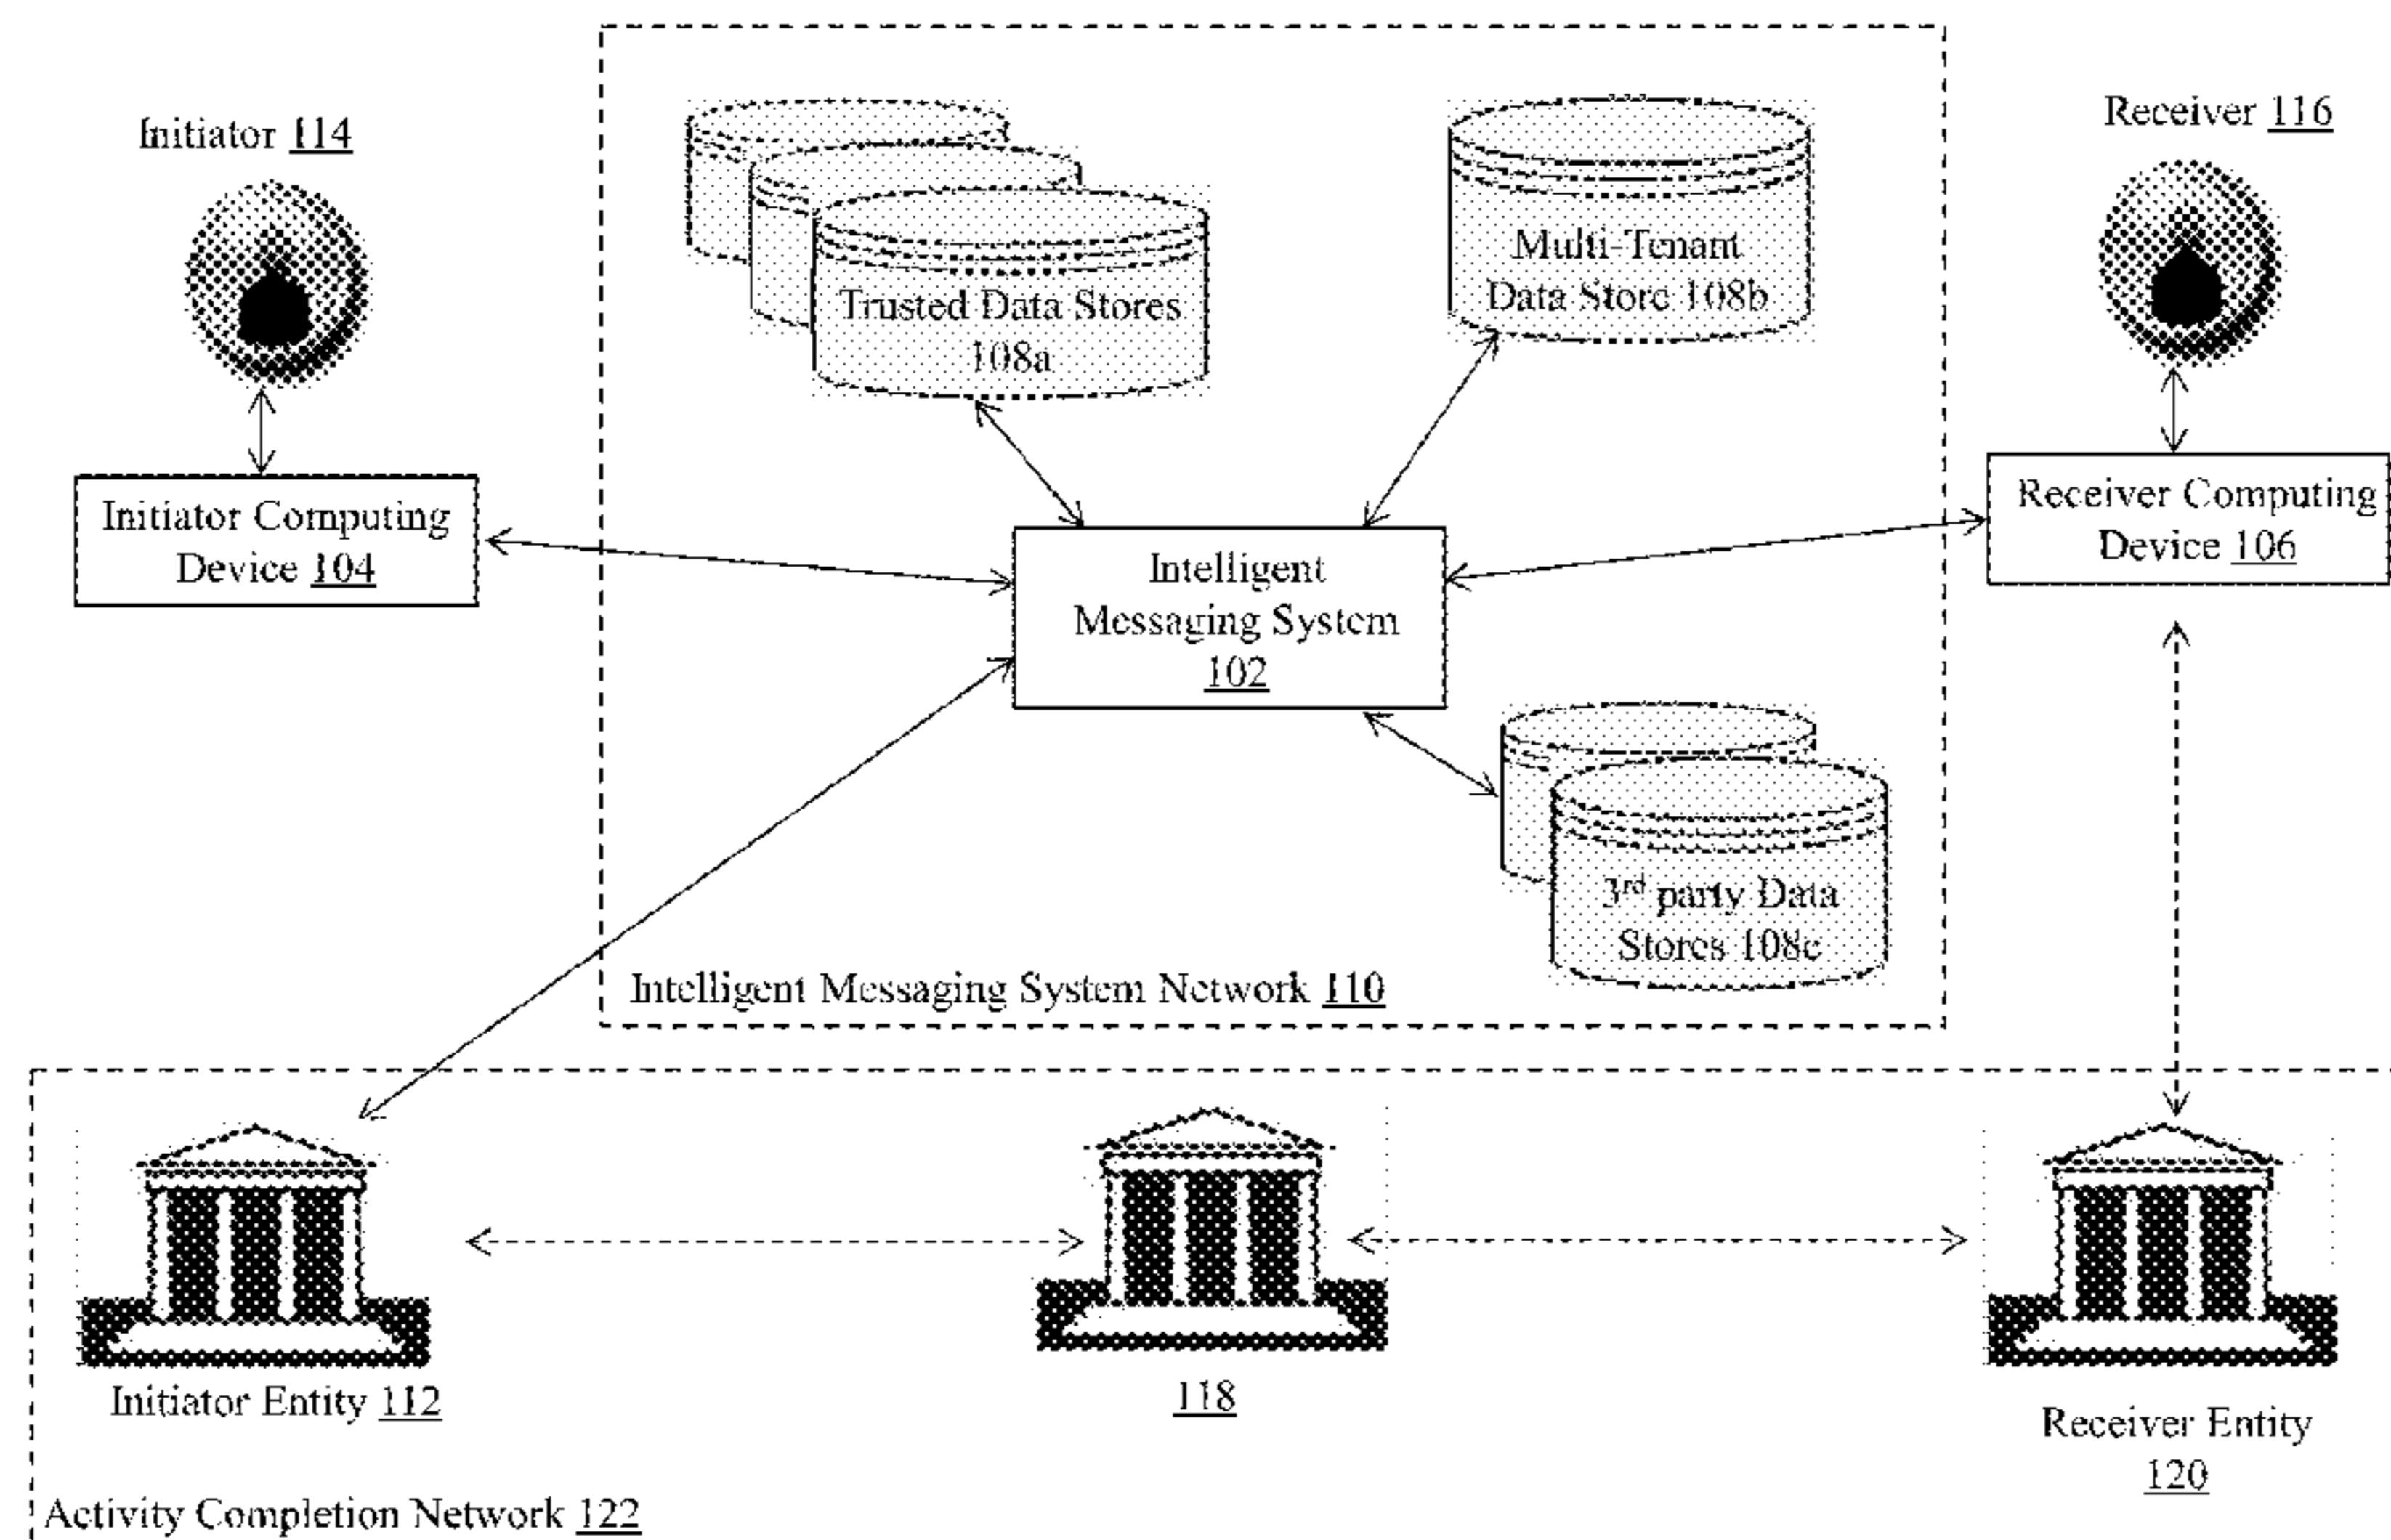 Initiator 114
Receiver 116
Multi-Tenant
Data Store 108b
Trusted Data Stores
108a
Initiator Computing
Device 104
Receiver Computing
Device 106
Intelligent
Messaging System
102
3rd party Data
Stores 108c
Intelligent Messaging System Network 110
Initiator Entity 112
118
Receiver Entity
120
Activity Completion Network 122